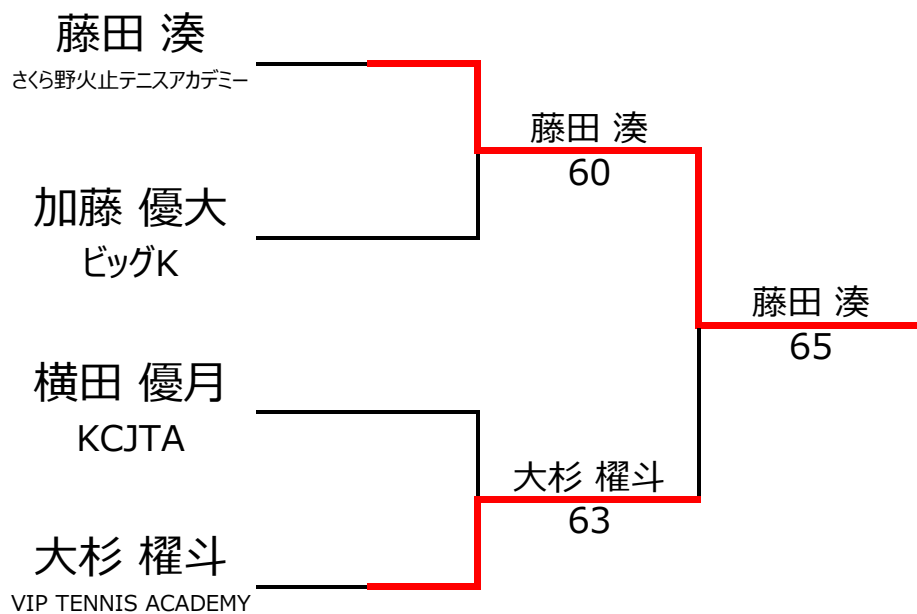 藤田 湊
さくら野火止テニスアカデミー
藤田 湊
60
加藤 優大
ビッグK
藤田 湊
65
横田 優月
KCJTA
大杉 櫂斗
63
大杉 櫂斗
VIP TENNIS ACADEMY